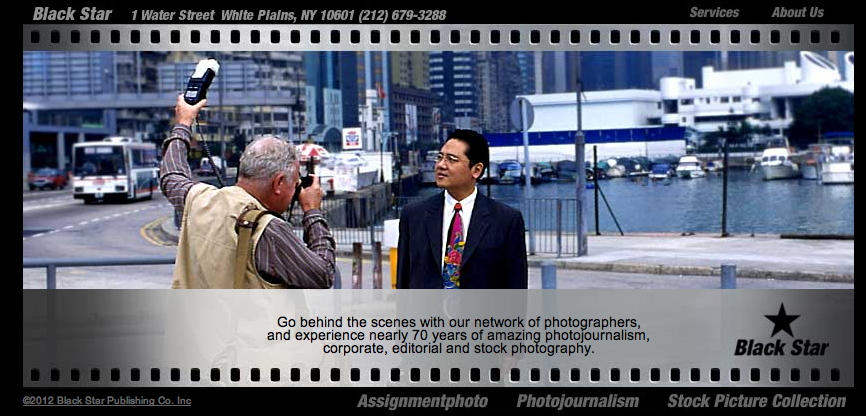 Black Star 1 Water Street White Plains, NY 10601 (212) 679-3288 Services About Us
Go behind the scenes with our network of photographers,
and experience nearly 70 years of amazing photojournalism,
corporate, editorial and stock photography.
Black Star
©2012 Black Star Publishing Co. Inc Assignmentphoto Photojournalism Stock Picture Collection